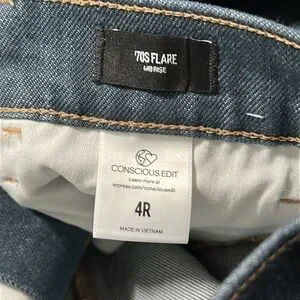 '70S FLARE
MID RISE
CONSCIOUS EDIT
Learn more at
express.com/consciousedit
4R
MADE IN VIETNAM